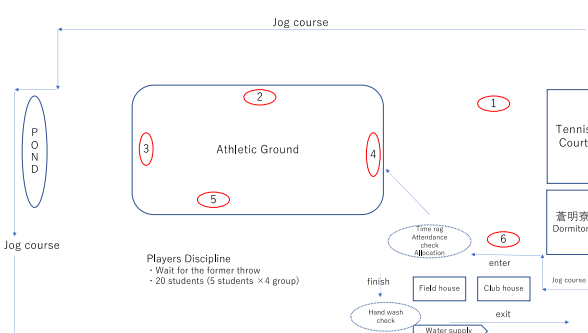 Jog course
2
1
P
O
N
D
3
Athletic Ground
4
Tennis
Court
5
蒼明寮
Dormitor
Time rag
Attendance
check
Allocation
6
Jog course
enter
Players Discipline
・Wait for the former throw
・20 students (5 students ×4 group)
finish
Field house
Club house
Jog course
Hand wash
check
exit
Water supply